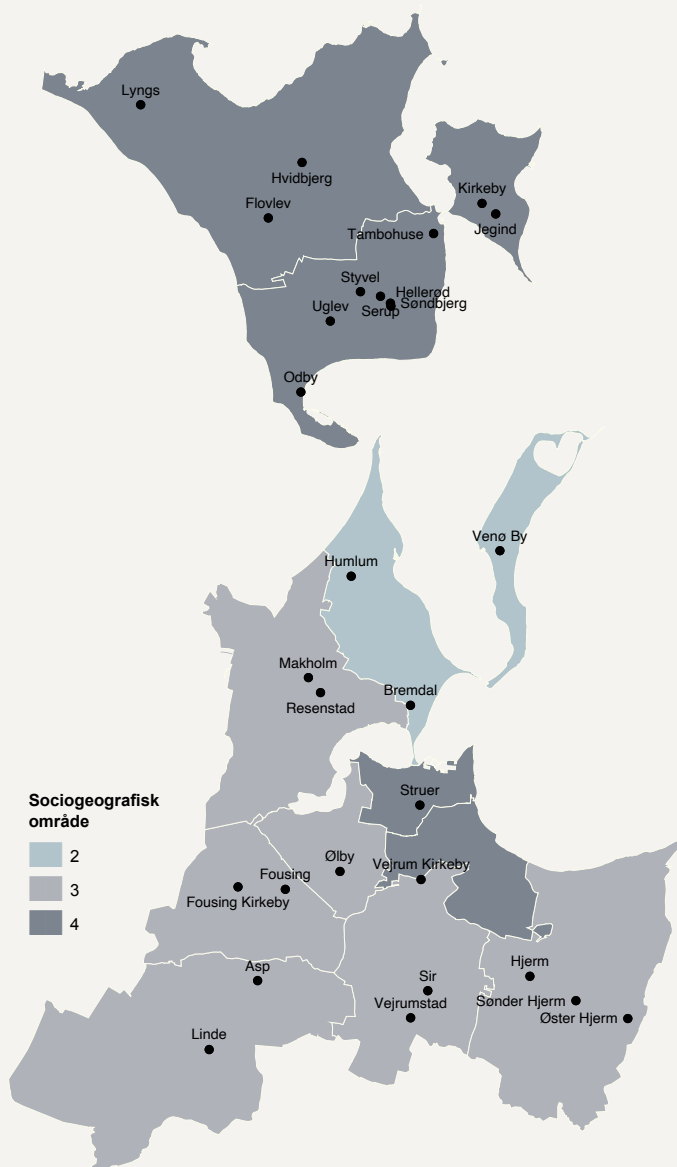 Lyngs
Hvidbjerg
Flovlev
Kirkeby
Jegind
Tambohuse
Styvel
Hellerød
Søndbjerg
Serup
Uglev
Odby
Venø By
Humlum
Makholm
Resenstad
Bremdal
Struer
Sociogeografisk
område
2
3
4
Ølby
Vejrum Kirkeby
Fousing
Fousing Kirkeby
Asp
Sir
Hjerm
Sønder Hjerm
Vejrumstad
Øster Hjerm
Linde